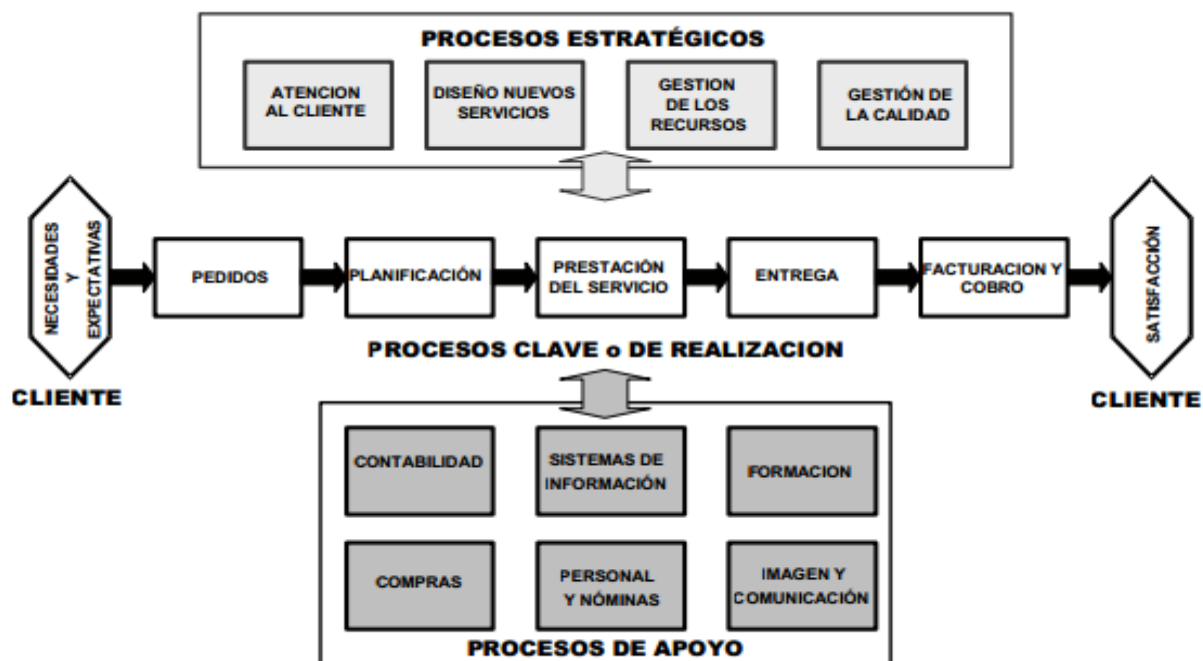 PROCESOS ESTRATÉGICOS
ATENCION
AL CLIENTE
DISEÑO NUEVOS
SERVICIOS
GESTION
DE LOS
RECURSOS
GESTIÓN DE
LA CALIDAD
NECESIDADES
Y
EXPECTATIVAS
CLIENTE
PEDIDOS
PLANIFICACIÓN
PRESTACIÓN
DEL SERVICIO
ENTREGA
FACTURACION Y
COBRO
SATISFACCIÓN
CLIENTE
PROCESOS CLAVE o DE REALIZACION
CONTABILIDAD
SISTEMAS DE
INFORMACIÓN
FORMACION
COMPRAS
PERSONAL
Y NÓMINAS
IMAGEN Y
COMUNICACIÓN
PROCESOS DE APOYO